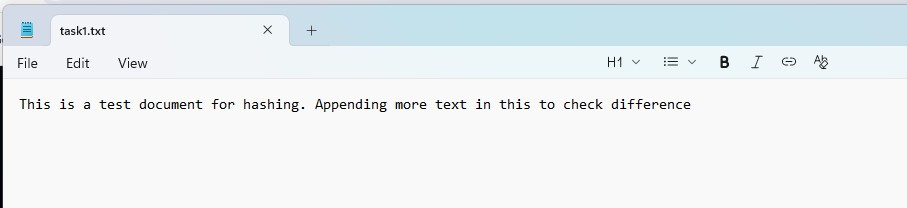 task1.txt
File Edit View H1 B I
This is a test document for hashing. Appending more text in this to check difference